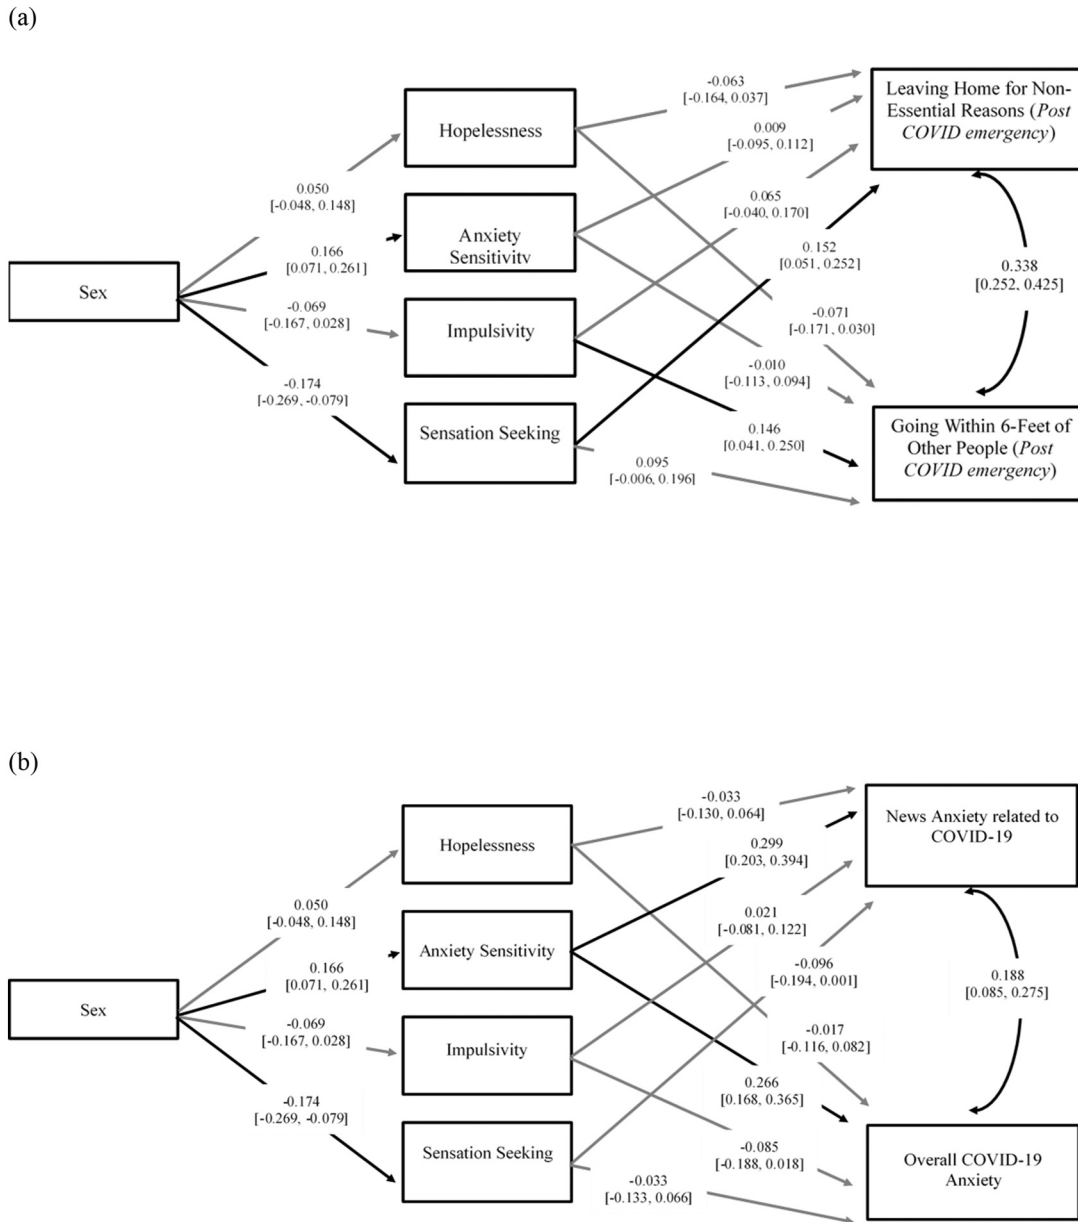 (a)
Hopelessness
Anxiety
Sensitivity
Impulsivity
Sensation Seeking
Sex
0.050
[-0.048, 0.148]
0.166
[0.071, 0.261]
-0.069
[-0.167, 0.028]
-0.174
[-0.269, -0.079]
-0.063
[-0.164, 0.037]
0.009
[-0.095, 0.112]
0.065
[-0.040, 0.170]
0.152
[0.051, 0.252]
-0.071
[-0.171, 0.030]
-0.010
[-0.113, 0.094]
0.146
[0.041, 0.250]
0.095
[-0.006, 0.196]
Leaving Home for Non-
Essential Reasons (Post
COVID emergency)
0.338
[0.252, 0.425]
Going Within 6-Feet of
Other People (Post
COVID emergency)
(b)
Hopelessness
Anxiety Sensitivity
Impulsivity
Sensation Seeking
Sex
0.050
[-0.048, 0.148]
0.166
[0.071, 0.261]
-0.069
[-0.167, 0.028]
-0.174
[-0.269, -0.079]
-0.033
[-0.130, 0.064]
0.299
[0.203, 0.394]
0.021
[-0.081, 0.122]
-0.096
[-0.194, 0.001]
-0.017
[-0.116, 0.082]
0.266
[0.168, 0.365]
-0.085
[-0.188, 0.018]
-0.033
[-0.133, 0.066]
News Anxiety related to
COVID-19
0.188
[0.085, 0.275]
Overall COVID-19
Anxiety